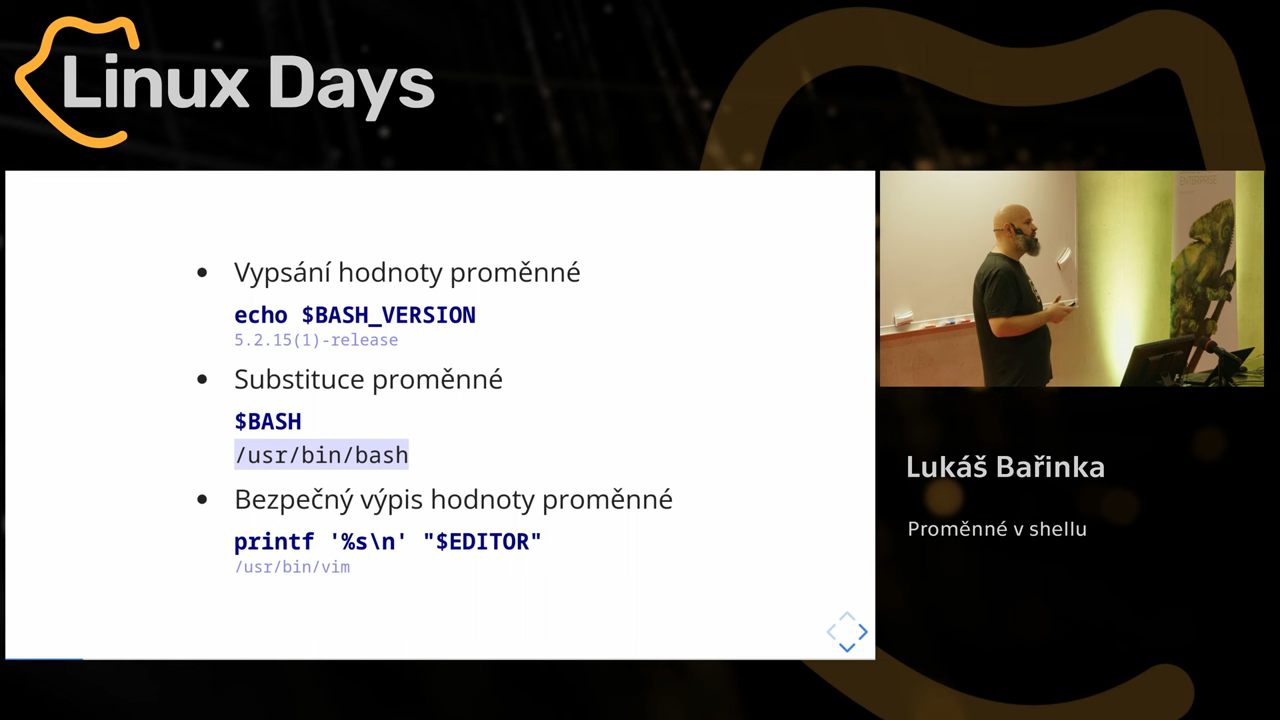 Linux Days
Vypsání hodnoty proměnné
echo $BASH_VERSION
5.2.15(1)-release
Substituce proměnné
$BASH
/usr/bin/bash
Bezpečný výpis hodnoty proměnné
printf '%s\n' "$EDITOR"
/usr/bin/vim
ENTERPRISE
Lukáš Bařinka
Proměnné v shellu